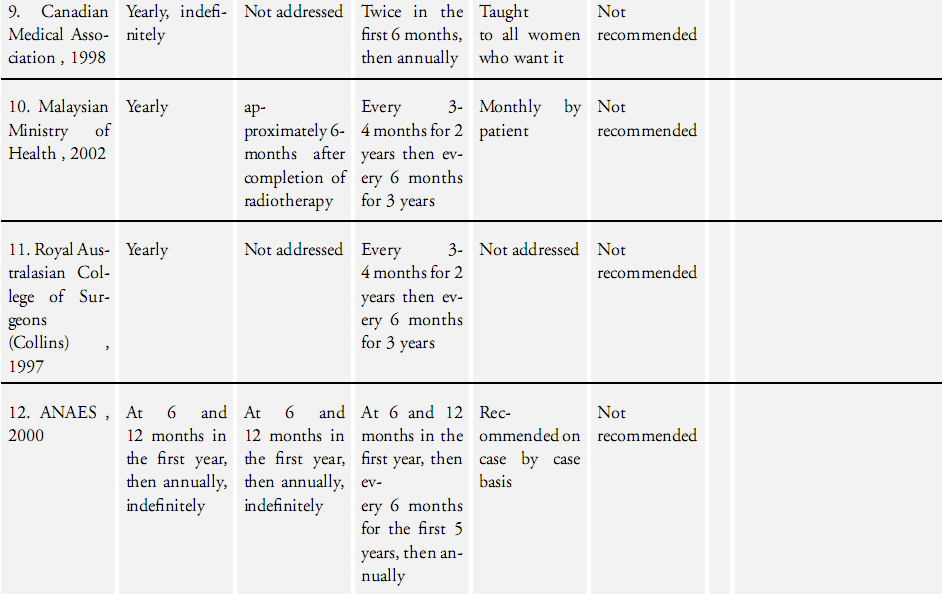 9. Canadian
Medical Asso-
ciation , 1998
Yearly, indefi-
nitely
Not addressed
Twice in the
first 6 months,
then annually
Taught
to all women
who want it
Not
recommended
10. Malaysian
Ministry of
Health , 2002
Yearly
ap-
proximately 6-
months after
completion of
radiotherapy
Every 3-
4 months for 2
years then ev-
ery 6 months
for 3 years
Monthly by
patient
Not
recommended
11. Royal Aus-
tralasian Col-
lege of Sur-
geons
(Collins) ,
1997
Yearly
Not addressed
Every 3-
4 months for 2
years then ev-
ery 6 months
for 3 years
Not addressed
Not
recommended
12. ANAES ,
2000
At 6 and
12 months in
the first year,
then annually,
indefinitely
At 6 and
12 months in
the first year,
then annually,
indefinitely
At 6 and 12
months in the
first year, then
ev-
ery 6 months
for the first 5
years, then an-
nually
Rec-
ommended on
case by case
basis
Not
recommended